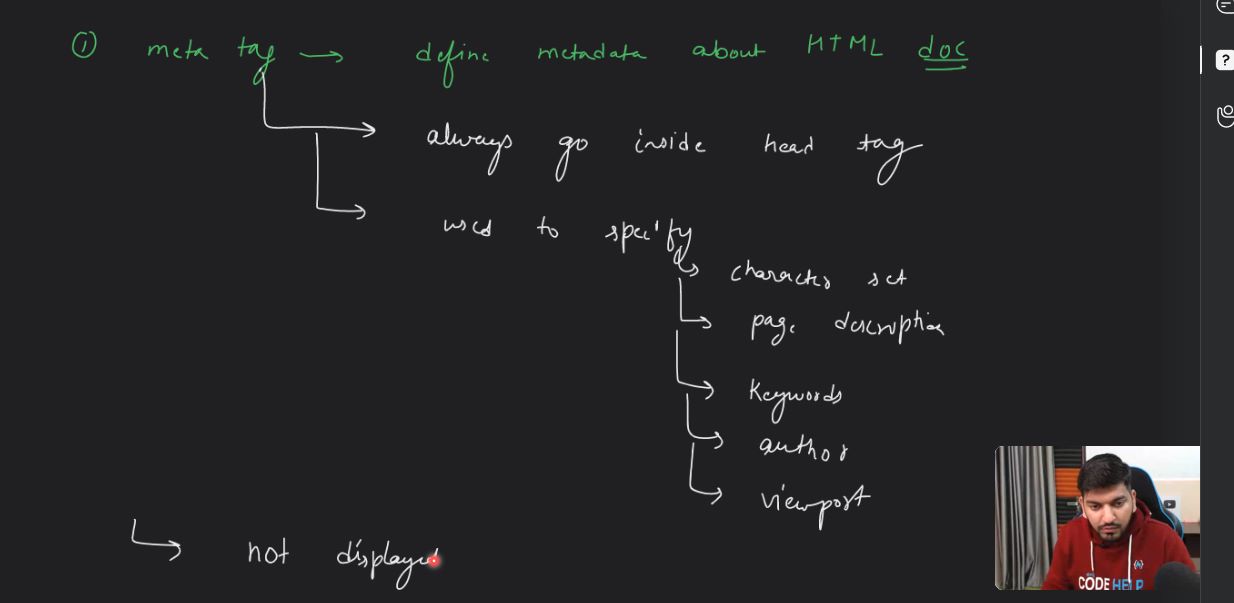 ① meta tag → define metadata about HTML doc
always go inside head tag
used to specify
character set
page description
keywords
author
viewport
not displayed
CODE HELP
?